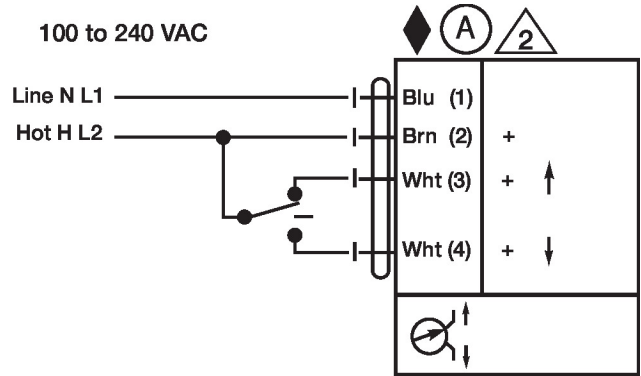 100 to 240 VAC
A
2
Line N L1
Blu (1)
Hot H L2
Brn (2) +
Wht (3) +
Wht (4) +